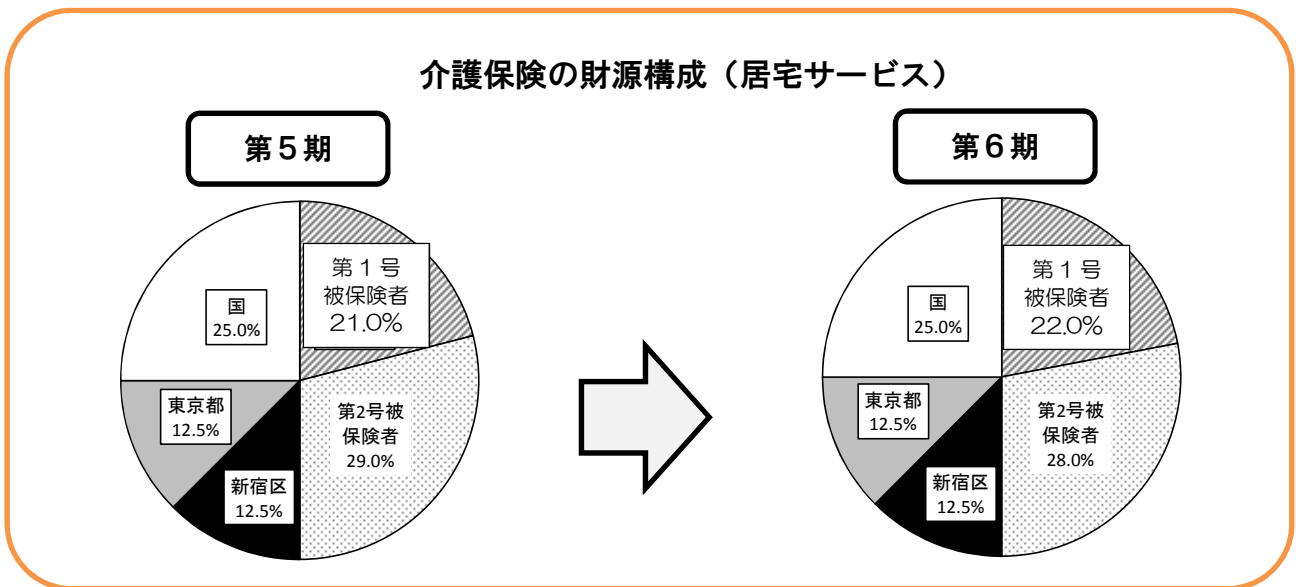 介護保険の財源構成（居宅サービス）
第５期
第１号
被保険者
21.0%
国
25.0%
東京都
12.5%
第2号被
保険者
29.0%
新宿区
12.5%
第６期
第１号
被保険者
22.0%
国
25.0%
東京都
12.5%
第2号被
保険者
28.0%
新宿区
12.5%